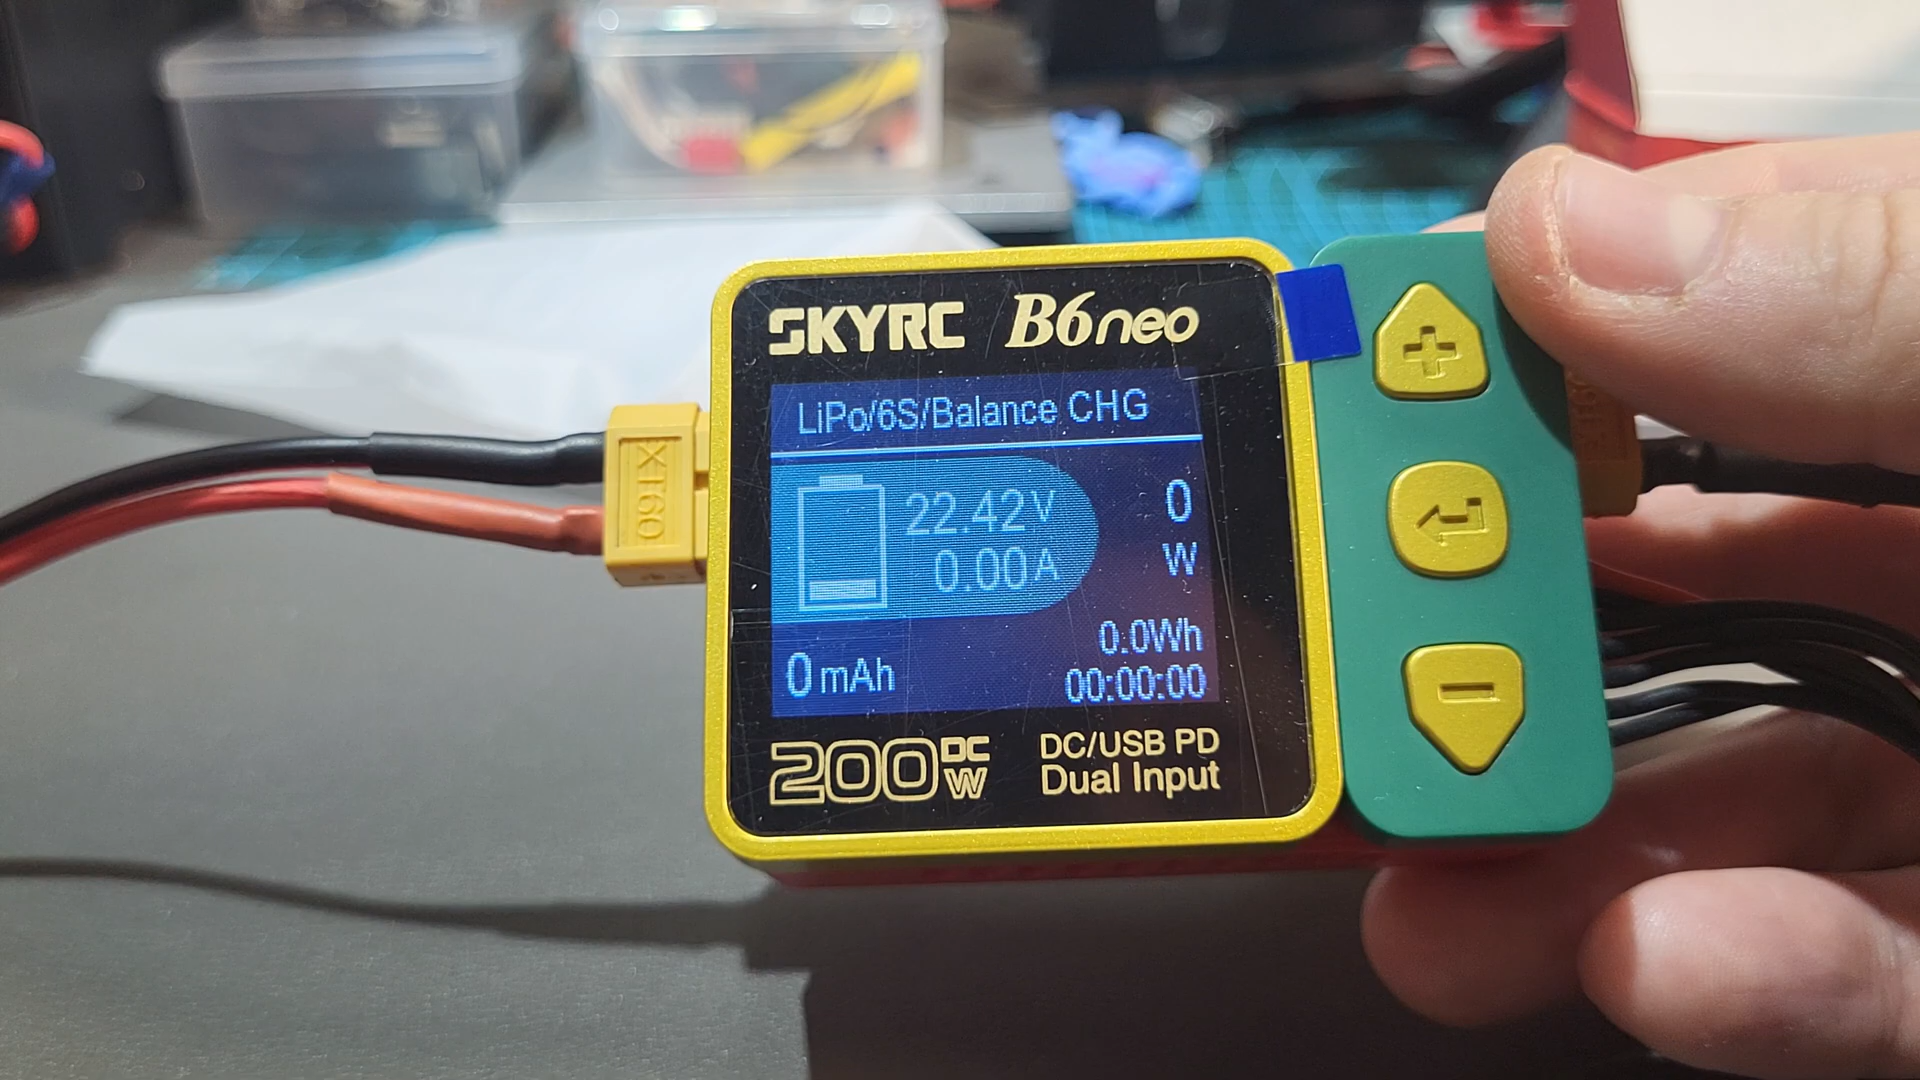 SKYRC B6neo
LiPo/6S/Balance CHG
22.42V
0.00A
0
W
0mAh
0.0Wh
00:00:00
200 DC W
DC/USB PD
Dual Input
XT60